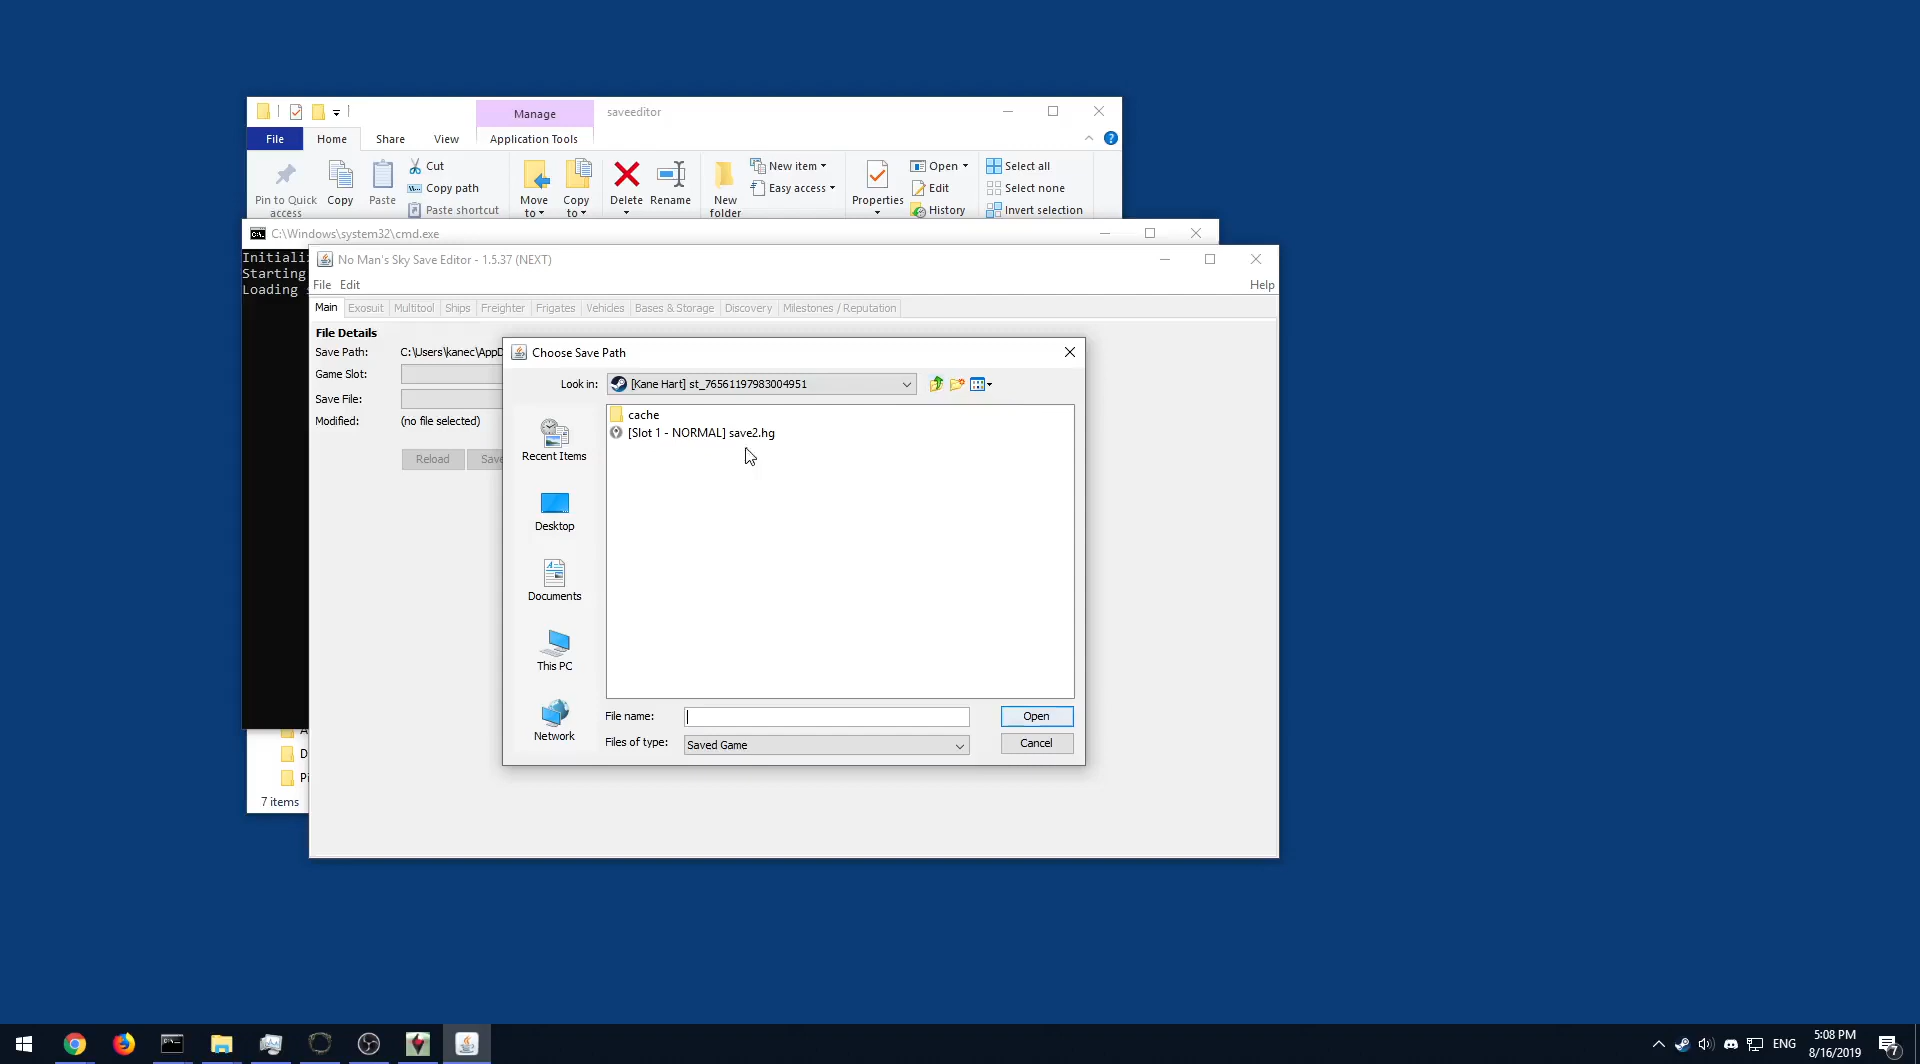 Manage
saveeditor
File
Home
Share
View
Application Tools
Pin to Quick access
Copy
Paste
Cut
Copy path
Paste shortcut
Move to
Copy to
Delete
Rename
New folder
New item
Easy access
Properties
Open
Edit
History
Select all
Select none
Invert selection
C:\Windows\system32\cmd.exe
Starting
Loading
No Man's Sky Save Editor - 1.5.37 (NEXT)
File Edit
Help
Main Exosuit Multitool Ships Freighter Frigates Vehicles Bases & Storage Discovery Milestones / Reputation
File Details
Save Path: C:\Users\kanec\AppD
Game Slot:
Save File:
Modified: (no file selected)
Reload
Save
Choose Save Path
Look in: [Kane Hart] st_76561197983004951
cache
[Slot 1 - NORMAL] save2.hg
Recent Items
Desktop
Documents
This PC
Network
File name:
Open
Files of type: Saved Game
Cancel
7 items
ENG
5:08 PM
8/16/2019
7